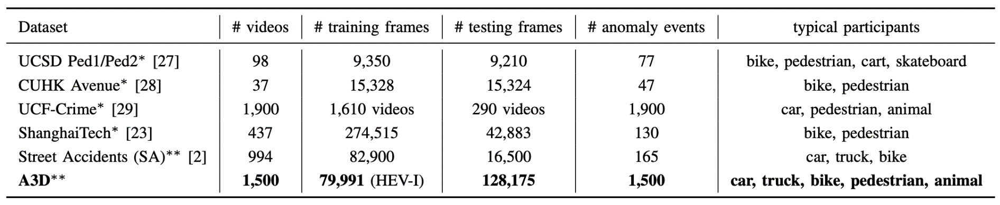 Dataset # videos # training frames # testing frames # anomaly events typical participants
UCSD Ped1/Ped2* [27] 98 9,350 9,210 77 bike, pedestrian, cart, skateboard
CUHK Avenue* [28] 37 15,328 15,324 47 bike, pedestrian
UCF-Crime* [29] 1,900 1,610 videos 290 videos 1,900 car, pedestrian, animal
ShanghaiTech* [23] 437 274,515 42,883 130 bike, pedestrian
Street Accidents (SA)** [2] 994 82,900 16,500 165 car, truck, bike
A3D** 1,500 79,991 (HEV-I) 128,175 1,500 car, truck, bike, pedestrian, animal